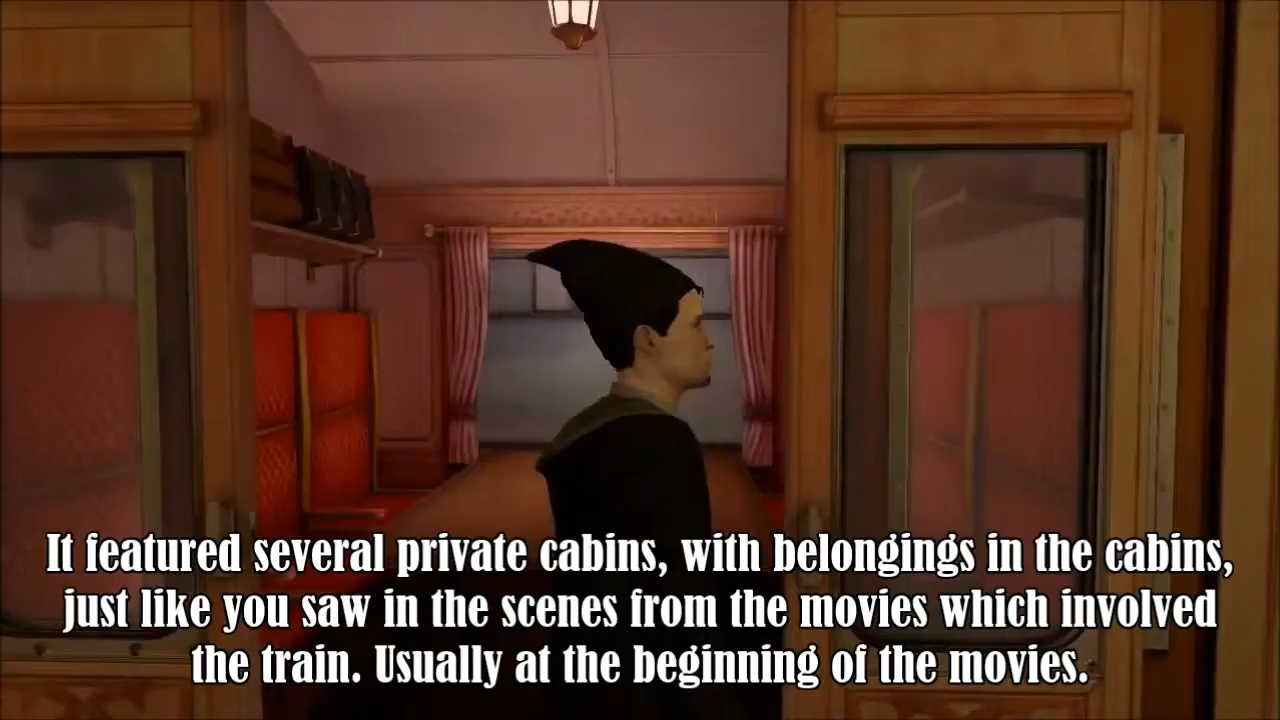 It featured several private cabins, with belongings in the cabins,
just like you saw in the scenes from the movies which involved
the train. Usually at the beginning of the movies.